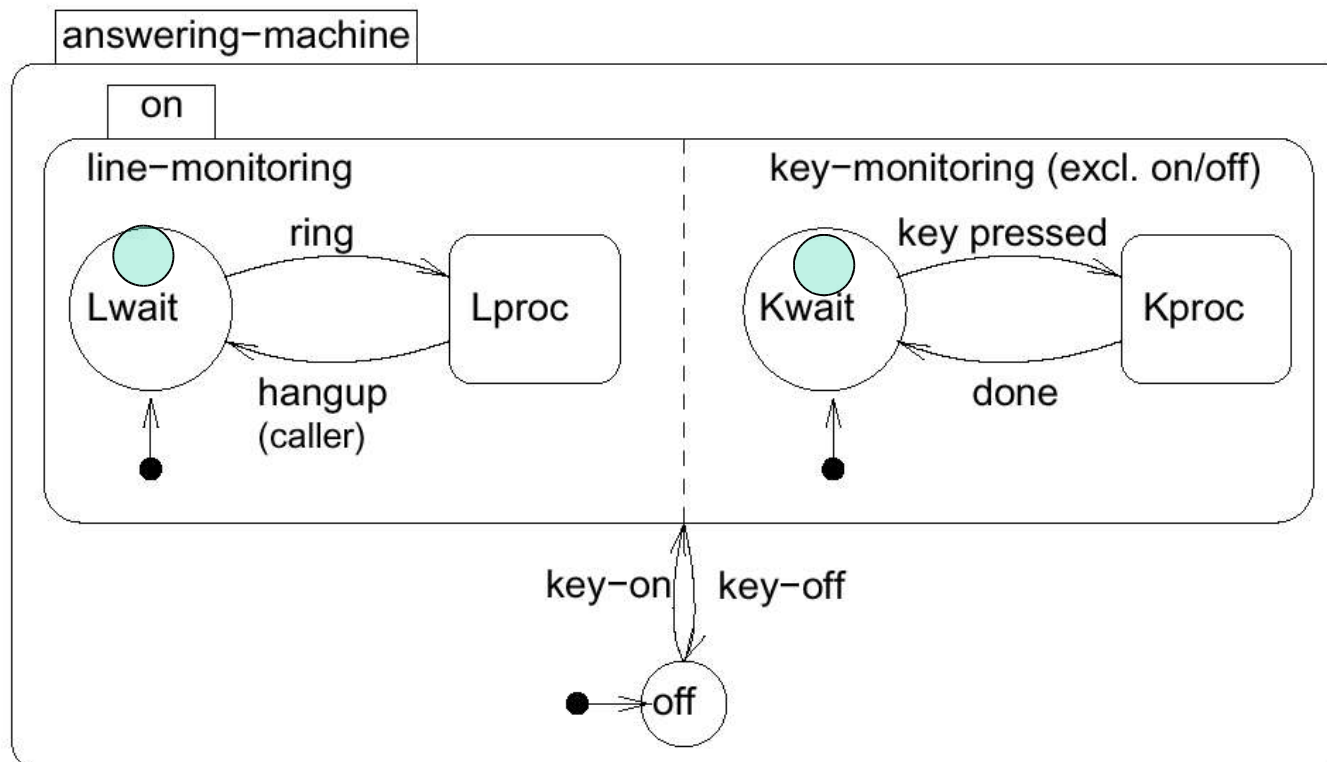 answering−machine
on
line−monitoring
key−monitoring (excl. on/off)
ring
key pressed
Lwait
Lproc
Kwait
Kproc
hangup
(caller)
done
key−on
key−off
off